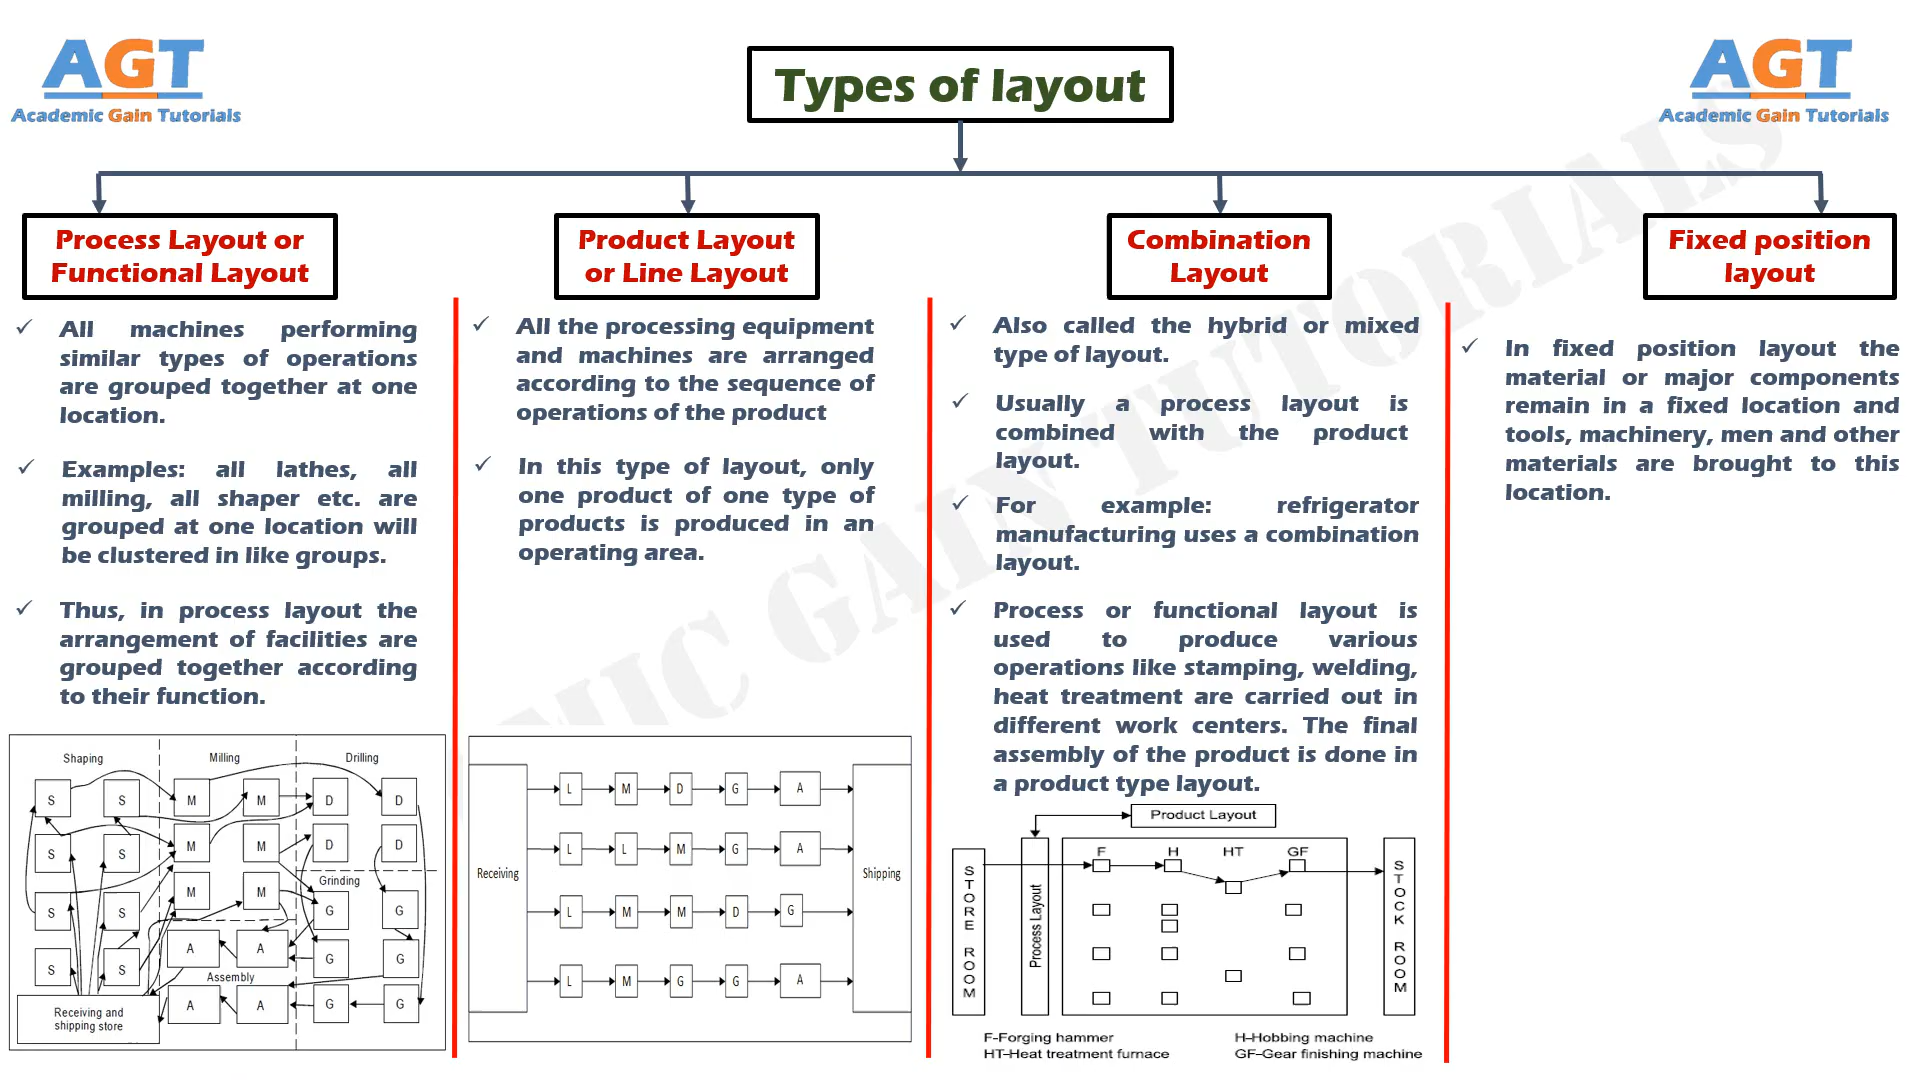 AGT
Academic Gain Tutorials
Types of layout
AGT
Academic Gain Tutorials
Process Layout or
Functional Layout
✓ All machines performing
similar types of operations
are grouped together at one
location.
✓ Examples: all lathes, all
milling, all shaper etc. are
grouped at one location will
be clustered in like groups.
✓ Thus, in process layout the
arrangement of facilities are
grouped together according
to their function.
Shaping Milling Drilling
S S M M D D
S S M M D D
Grinding
S S M M G G
S S A A G G
Assembly
A A G G
Receiving and
shipping store
Product Layout
or Line Layout
✓ All the processing equipment
and machines are arranged
according to the sequence of
operations of the product
✓ In this type of layout, only
one product of one type of
products is produced in an
operating area.
Receiving
L M D G A
L L M G A
L M M D G
L M G G A
Shipping
Combination
Layout
✓ Also called the hybrid or mixed
type of layout.
✓ Usually a process layout is
combined with the product
layout.
✓ For example: refrigerator
manufacturing uses a combination
layout.
✓ Process or functional layout is
used to produce various
operations like stamping, welding,
heat treatment are carried out in
different work centers. The final
assembly of the product is done in
a product type layout.
Product Layout
STORE ROOM
Process Layout
F H HT GF
STOCK ROOM
F-Forging hammer H–Hobbing machine
HT–Heat treatment furnace GF–Gear finishing machine
Fixed position
layout
✓ In fixed position layout the
material or major components
remain in a fixed location and
tools, machinery, men and other
materials are brought to this
location.
MIC GAIN TUTORIALS